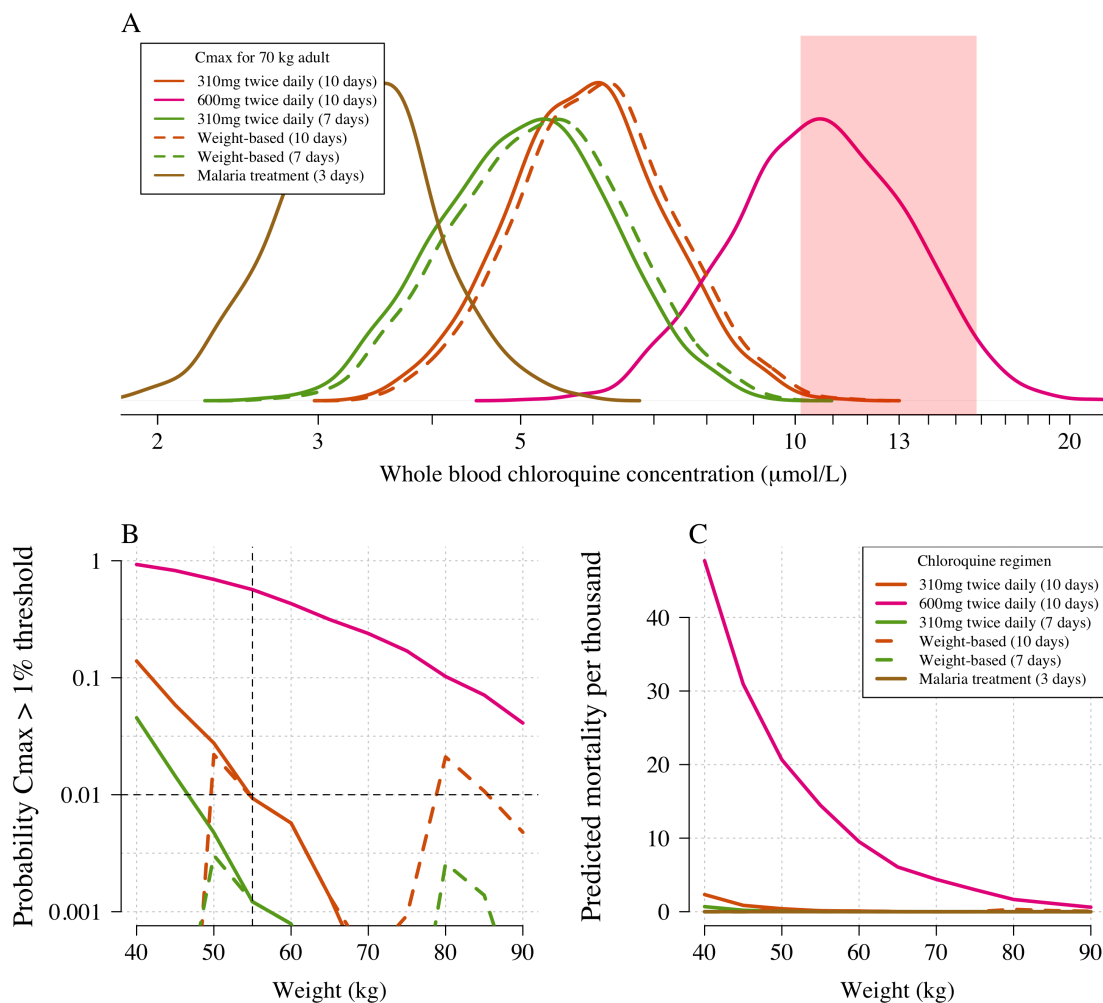 A
Cmax for 70 kg adult
310mg twice daily (10 days)
600mg twice daily (10 days)
310mg twice daily (7 days)
Weight-based (10 days)
Weight-based (7 days)
Malaria treatment (3 days)
2 3 5 10 13 20
Whole blood chloroquine concentration (μmol/L)
B
Probability Cmax > 1% threshold
1
0.1
0.01
0.001
40 50 60 70 80 90
Weight (kg)
C
Predicted mortality per thousand
Chloroquine regimen
310mg twice daily (10 days)
600mg twice daily (10 days)
310mg twice daily (7 days)
Weight-based (10 days)
Weight-based (7 days)
Malaria treatment (3 days)
40
30
20
10
0
40 50 60 70 80 90
Weight (kg)